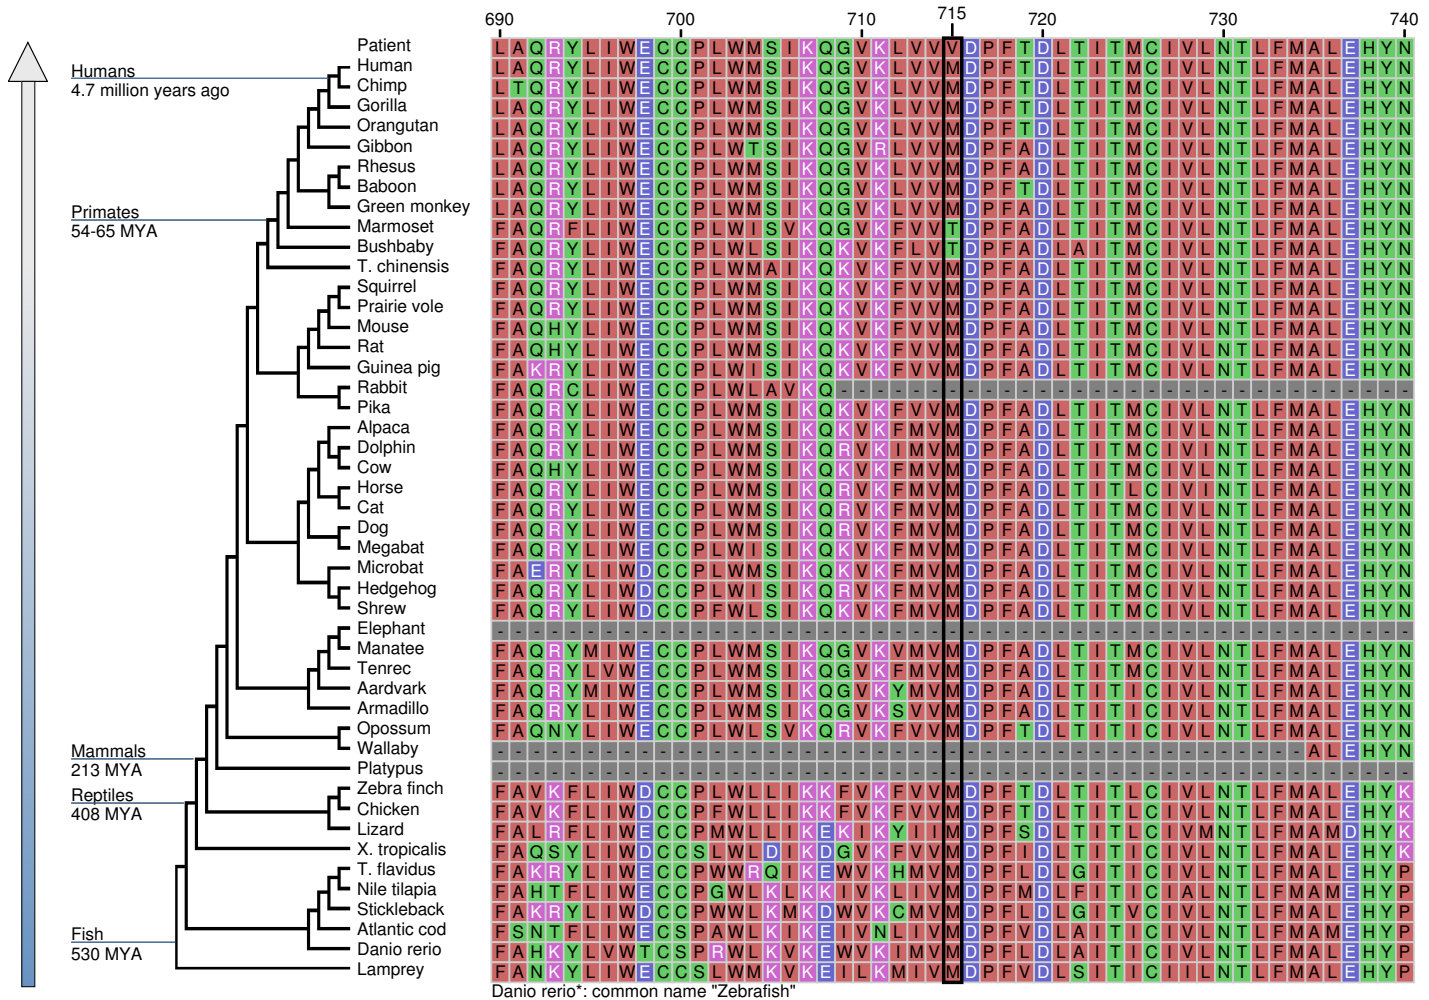 690 700 710 715 720 730 740
Patient LAQRYLIWECCPLWMSIKQGVKLVVVDPFTDLTITMCIVLNTLFMALEHYN
Humans
4.7 million years ago
Human LAQRYLIWECCPLWMSIKQGVKLVVMDPFTDLTITMCIVLNTLFMALEHYN
Chimp LTQRYLIWECCPLWMSIKQGVKLVVMDPFTDLTITMCIVLNTLFMALEHYN
Gorilla LAQRYLIWECCPLWMSIKQGVKLVVMDPFTDLTITMCIVLNTLFMALEHYN
Orangutan LAQRYLIWECCPLWMSIKQGVKLVVMDPFTDLTITMCIVLNTLFMALEHYN
Gibbon LAQRYLIWECCPLWTSIKQGVRLVVMDPFADLTITMCIVLNTLFMALEHYN
Rhesus LAQRYLIWECCPLWMSIKQGVKLVVMDPFADLTITMCIVLNTLFMALEHYN
Baboon LAQRYLIWECCPLWMSIKQGVKLVVMDPFTDLTITMCIVLNTLFMALEHYN
Green monkey LAQRYLIWECCPLWMSIKQGVKLVVMDPFADLTITMCIVLNTLFMALEHYN
Primates
54-65 MYA
Marmoset FAQRFLIWECCPLWISVKQGVKFVVTDPFADLTITMCIVLNTLFMALEHYN
Bushbaby FAQRYLIWECCPLWLSIKQKVKFLVTDPFADLAITMCIVLNTLFMALEHYN
T. chinensis FAQRYLIWECCPLWMAIKQKVKFVVMDPFADLTITMCIVLNTLFMALEHYN
Squirrel FAQRYLIWECCPLWMSIKQKVKFVVMDPFADLTITMCIVLNTLFMALEHYN
Prairie vole FAQRYLIWECCPLWMSIKQKVKFVVMDPFADLTITMCIVLNTLFMALEHYN
Mouse FAQHYLIWECCPLWMSIKQKVKFVVMDPFADLTITMCIVLNTLFMALEHYN
Rat FAQHYLIWECCPLWMSIKQKVKFVVMDPFADLTITMCIVLNTLFMALEHYN
Guinea pig FAKRYLIWECCPLWISIKQKVKFVVMDPFADLTITMCIVLNTLFMALEHYN
Rabbit FAQRCLIWECCPLWLAVKQ--------------------------------
Pika FAQRYLIWECCPLWMSIKQKVKFVVMDPFADLTITMCIVLNTLFMALEHYN
Alpaca FAQRYLIWECCPLWMSIKQKVKFMVMDPFADLTITMCIVLNTLFMALEHYN
Dolphin FAQRYLIWECCPLWMSIKQRVKIMVMDPFADLTITMCIVLNTLFMALEHYN
Cow FAQHYLIWECCPLWMSIKQKVKFMVMDPFADLTITMCIVLNTLFMALEHYN
Horse FAQRYLIWECCPLWMSIKQRVKFMVMDPFADLTITLCIVINTLFMALEHYN
Cat FAQRYLIWECCPLWMSIKQRVKFMVMDPFADLTITMCIVLNTLFMALEHYN
Dog FAQRYLIWECCPLWMSIKQRVKFMVMDPFADLTITMCIVLNTLFMALEHYN
Megabat FAQRYLIWECCPLWISIKQKVKFMVMDPFADLTITMCIVLNTLFMALEHYN
Microbat FAERYLIWDCCPLWMSIKQKVKFMVMDPFADLTITMCIVLNTLFMALEHYN
Hedgehog FAQRYLIWDCCPLWMSIKQRVKFMVMDPFADLTITMCIVLNTLFMALEHYN
Shrew FAQRYLIWDCCPFWLSIKQKVKFMVMDPFADLTITMCIVLNTLFMALEHYN
Elephant ---------------------------------------------------
Manatee FAQRYMIWECCPLWMSIKQGVKVMVMDPFADLTITMCIVLNTLFMALEHYN
Tenrec FAQRYLVWECCPLWMSIKQGVKFMVMDPFADLTITMCIVLNTLFMALEHYN
Aardvark FAQRYMIWECCPLWMSIKQGVKYMVMDPFADLTITICIVLNTLFMALEHYN
Armadillo FAQRYLIWECCPLWMSIKQGVKSVVMDPFADLTITICIVLNTLFMALEHYN
Opossum FAQNYLIWECCPLWLSVKQRVKFVVMDPFTDLTITICIVLNTLFMALEHYN
Wallaby ---------------------------------------------ALEHYN
Mammals
213 MYA
Platypus ---------------------------------------------------
Zebra finch FAVKFLIWDCCPLWLLIKKFVKFVVMDPFTDLTITLCIVLNTLFMALEHYK
Reptiles
408 MYA
Chicken FAVKFLIWDCCPFWLLIKKFVKFVVMDPFTDLTITLCIVLNTLFMALEHYK
Lizard FALRFLIWECCPMWLLIKEKIKYIIMDPFSDLTITLCIVMNTLFMAMDHYK
X. tropicalis FAQSYLIWDCCSLWLDIKDGVKFVVMDPFIDLTITICIVLNTLFMALEHYK
T. flavidus FAKRYLIWECCPWWRQIKEWVKHMVMDPFLDLGITICIVLNTLFMALEHYP
Nile tilapia FAHTFLIWECCPGWLKLKKIVKLIVMDPFMDLFITICIALNTLFMAMEHYP
Stickleback FAKRYLIWDCCPWWLKMKDWVKCMVMDPFLDLGITVCIVLNTLFMALEHYP
Atlantic cod FSNTFLIWECSPAWLKIKEIVNLIVMDPFVDLAITICIVLNTLFMAMEHYP
Fish
530 MYA
Danio rerio FAHKYLVWTCSPRWLKVKEWVKIMVMDPFLDLAITICIVLNTLFMALEHYP
Lamprey FANKYLIWECCSLWMKVKEILKMIVMDPFVDLSITICIILNTLFMALEHYP
Danio rerio*: common name "Zebrafish"